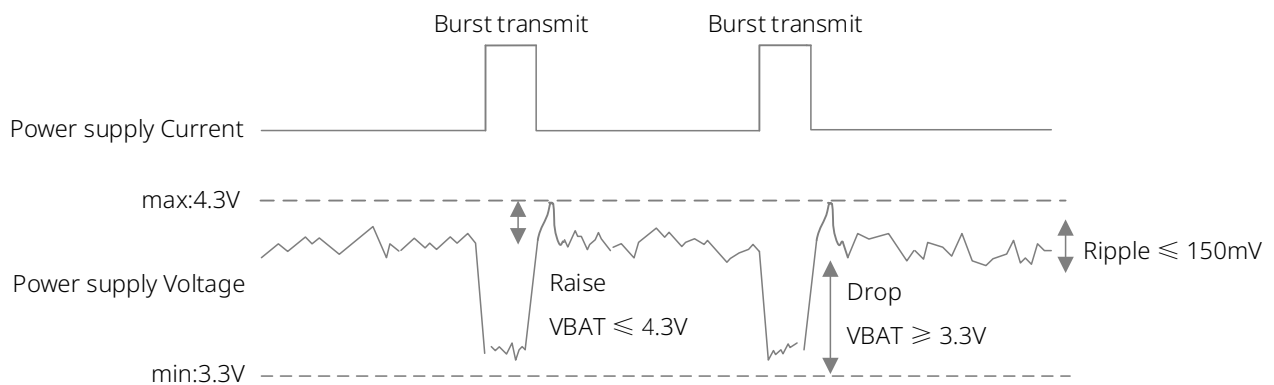 Burst transmit
Burst transmit
Power supply Current
max:4.3V
Ripple ≤ 150mV
Power supply Voltage
Raise
VBAT ≤ 4.3V
Drop
VBAT ≥ 3.3V
min:3.3V